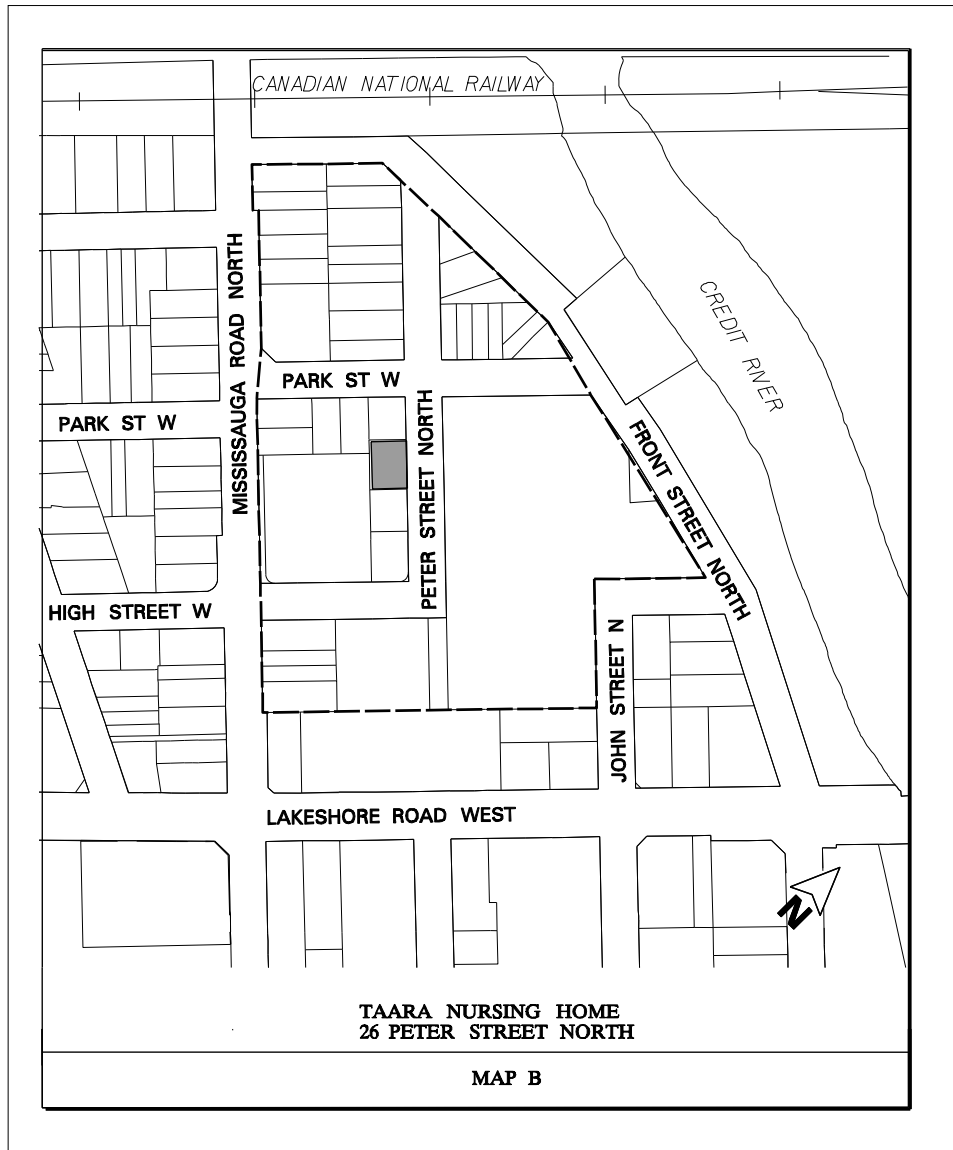 CANADIAN NATIONAL RAILWAY
MISSISSAUGA ROAD NORTH
CREDIT RIVER
PARK ST W
PARK ST W
PETER STREET NORTH
FRONT STREET NORTH
HIGH STREET W
JOHN STREET N
LAKESHORE ROAD WEST
N
TAARA NURSING HOME
26 PETER STREET NORTH
MAP B